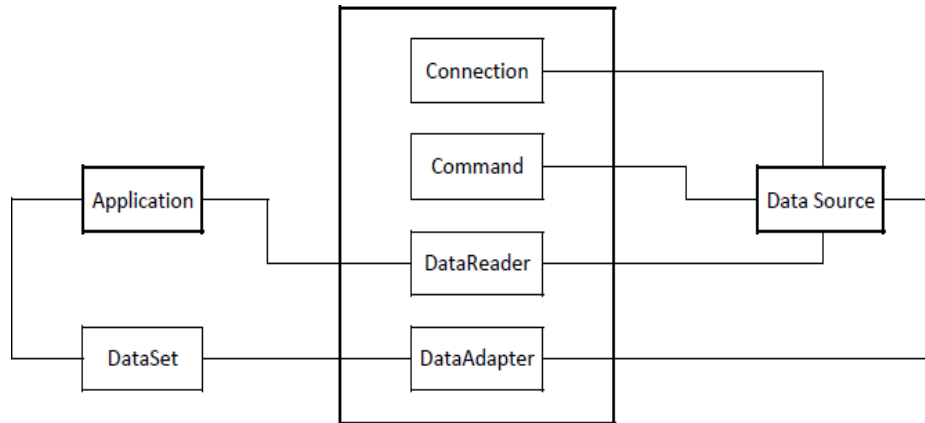 Connection
Command
Application
Data Source
DataReader
DataSet
DataAdapter